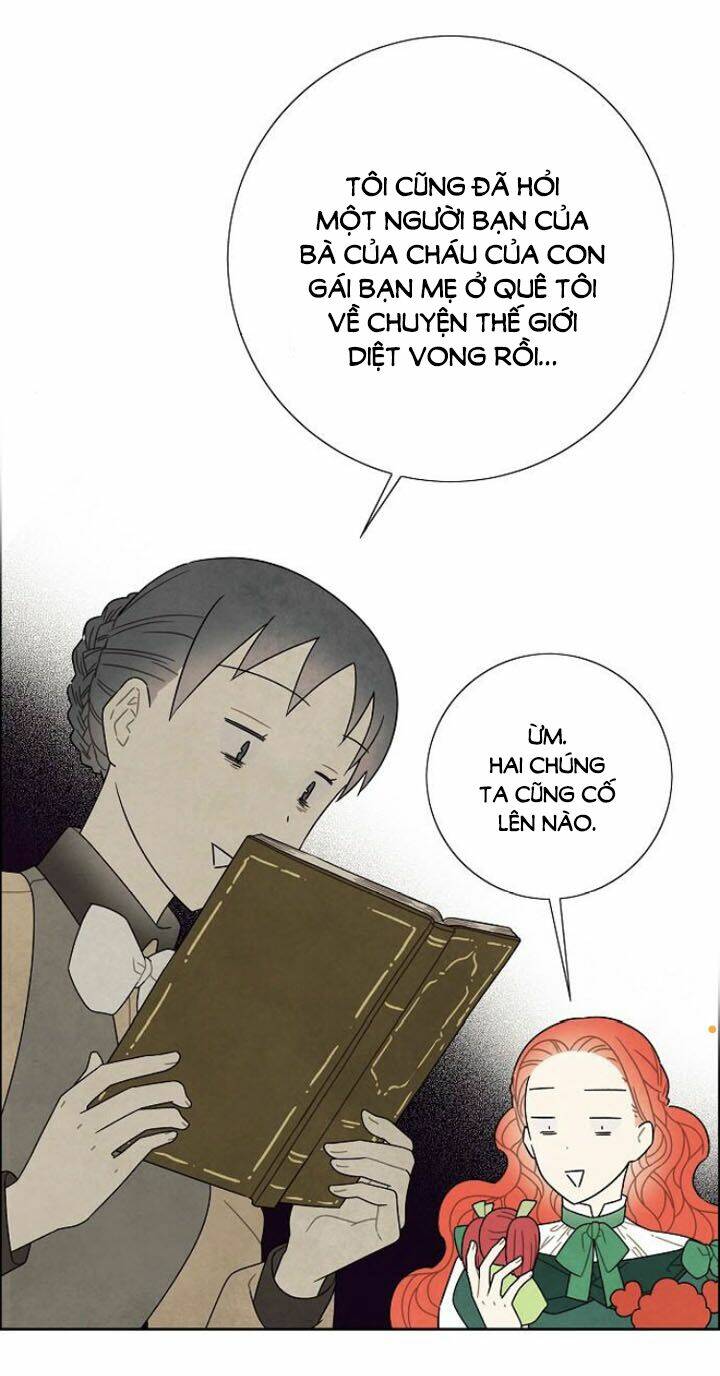 TÔI CŨNG ĐÃ HỎI
MỘT NGƯỜI BẠN CỦA
BÀ CỦA CHÁU CỦA CON
GÁI BẠN MẸ Ở QUÊ TÔI
VỀ CHUYỆN THẾ GIỚI
DIỆT VONG RỒI...
ỪM.
HAI CHÚNG
TA CŨNG CỐ
LÊN NÀO.